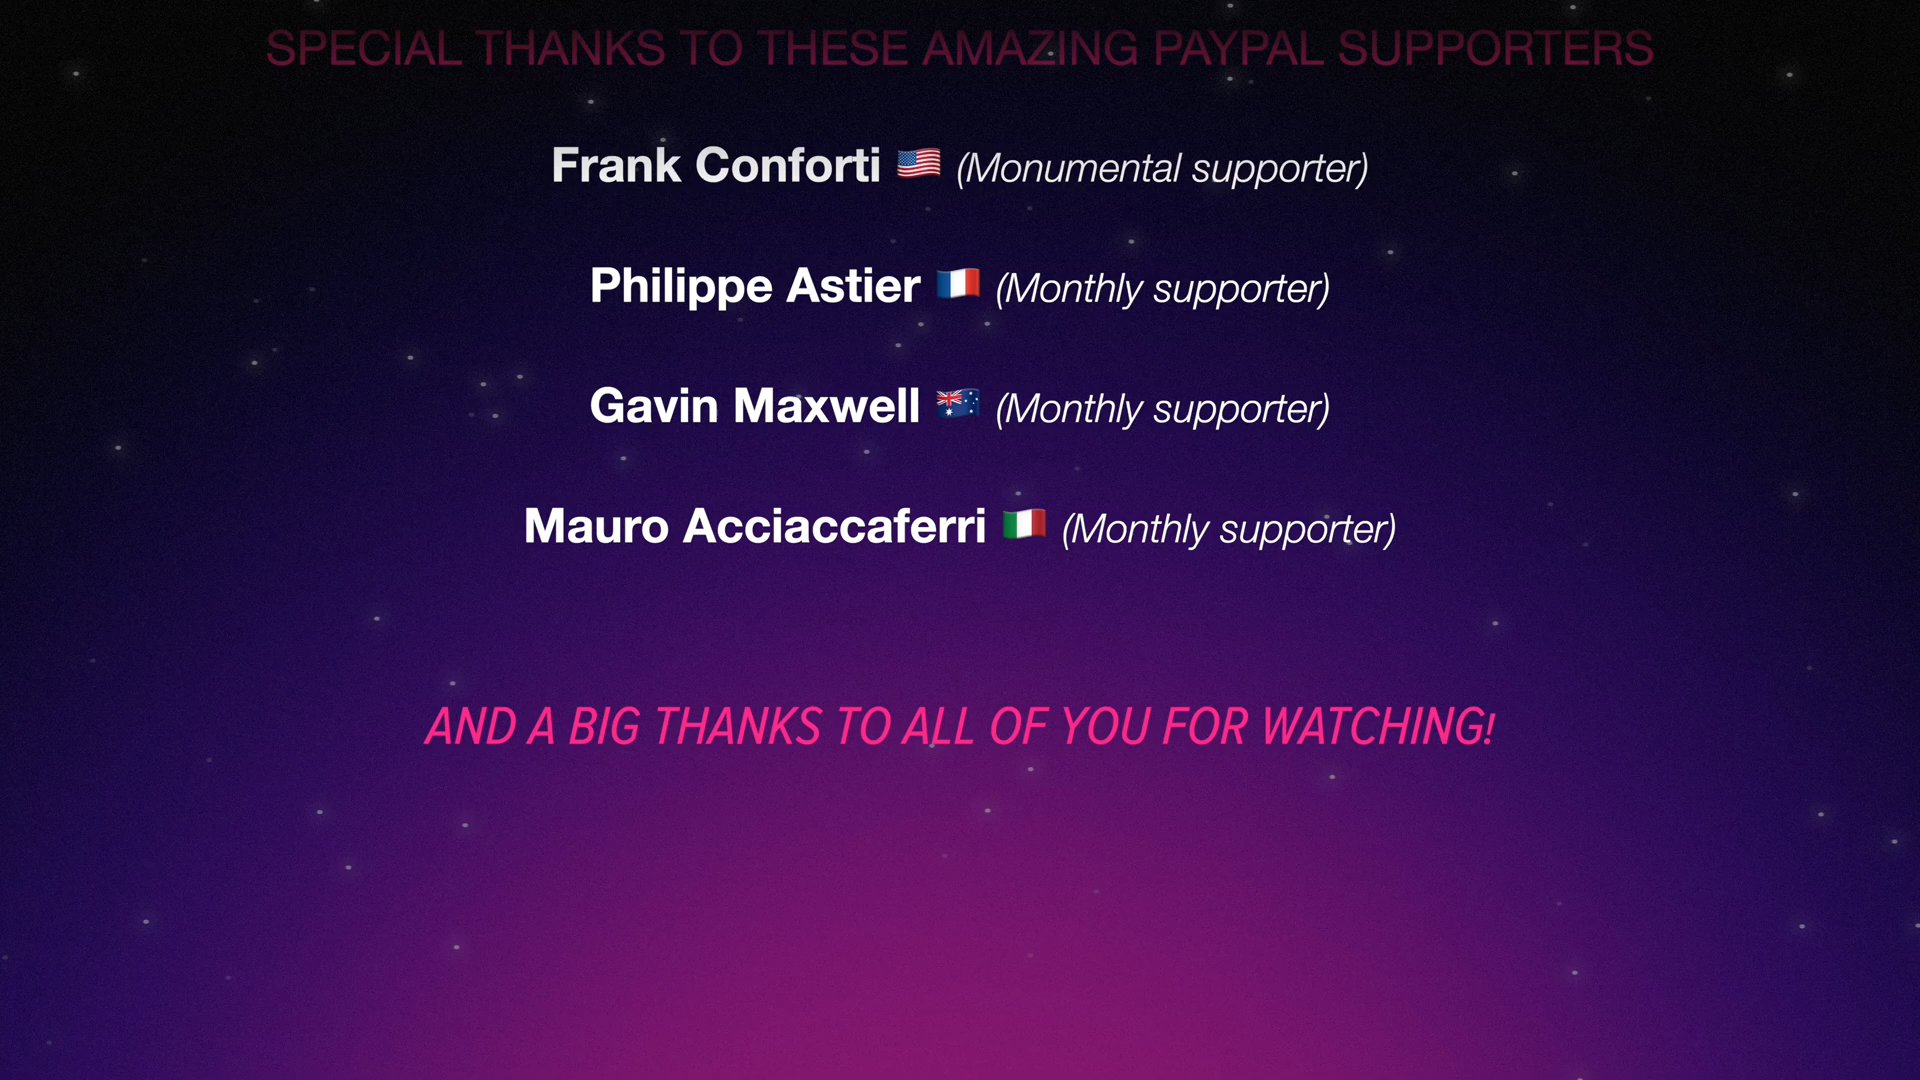 SPECIAL THANKS TO THESE AMAZING PAYPAL SUPPORTERS
Frank Conforti 🇺🇸 (Monumental supporter)
Philippe Astier 🇫🇷 (Monthly supporter)
Gavin Maxwell 🇦🇺 (Monthly supporter)
Mauro Acciaccaferri 🇮🇹 (Monthly supporter)
AND A BIG THANKS TO ALL OF YOU FOR WATCHING!